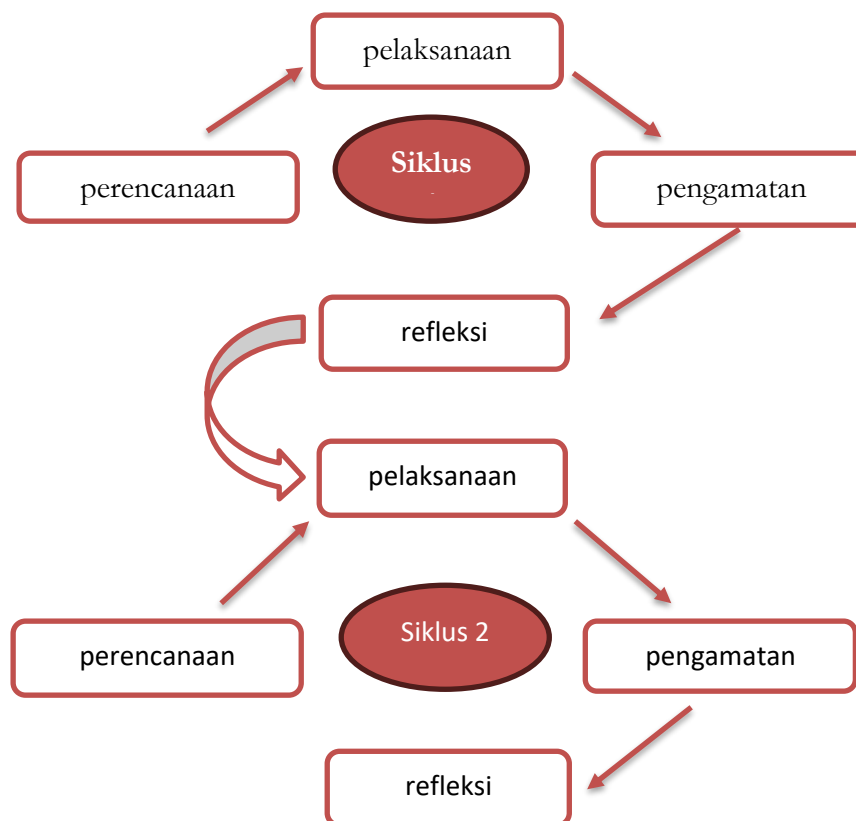 pelaksanaan
Siklus
perencanaan
pengamatan
refleksi
pelaksanaan
Siklus 2
perencanaan
pengamatan
refleksi